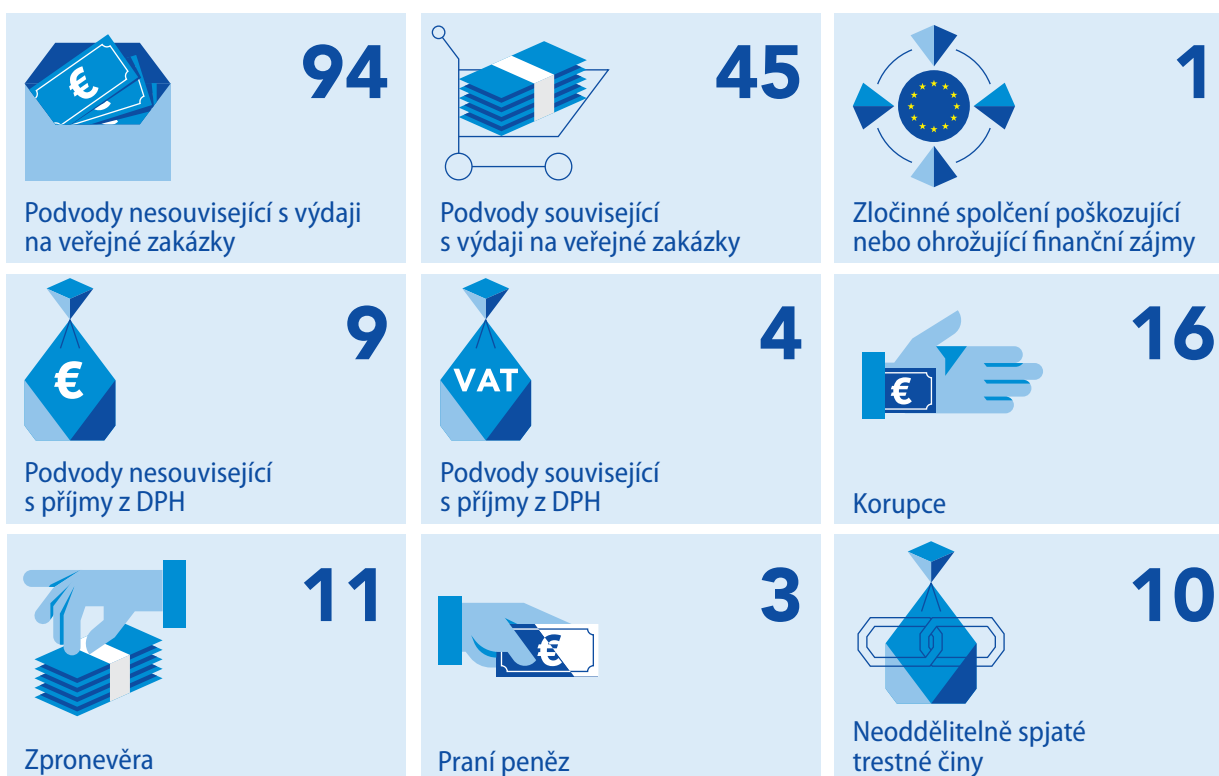 94
Podvody nesouvisející s výdaji
na veřejné zakázky
45
Podvody související
s výdaji na veřejné zakázky
1
Zločinné spolčení poškozující
nebo ohrožující finanční zájmy
€
9
Podvody nesouvisející
s příjmy z DPH
VAT
4
Podvody související
s příjmy z DPH
€
16
Korupce
11
Zpronevěra
€
3
Praní peněz
10
Neoddělitelně spjaté
trestné činy